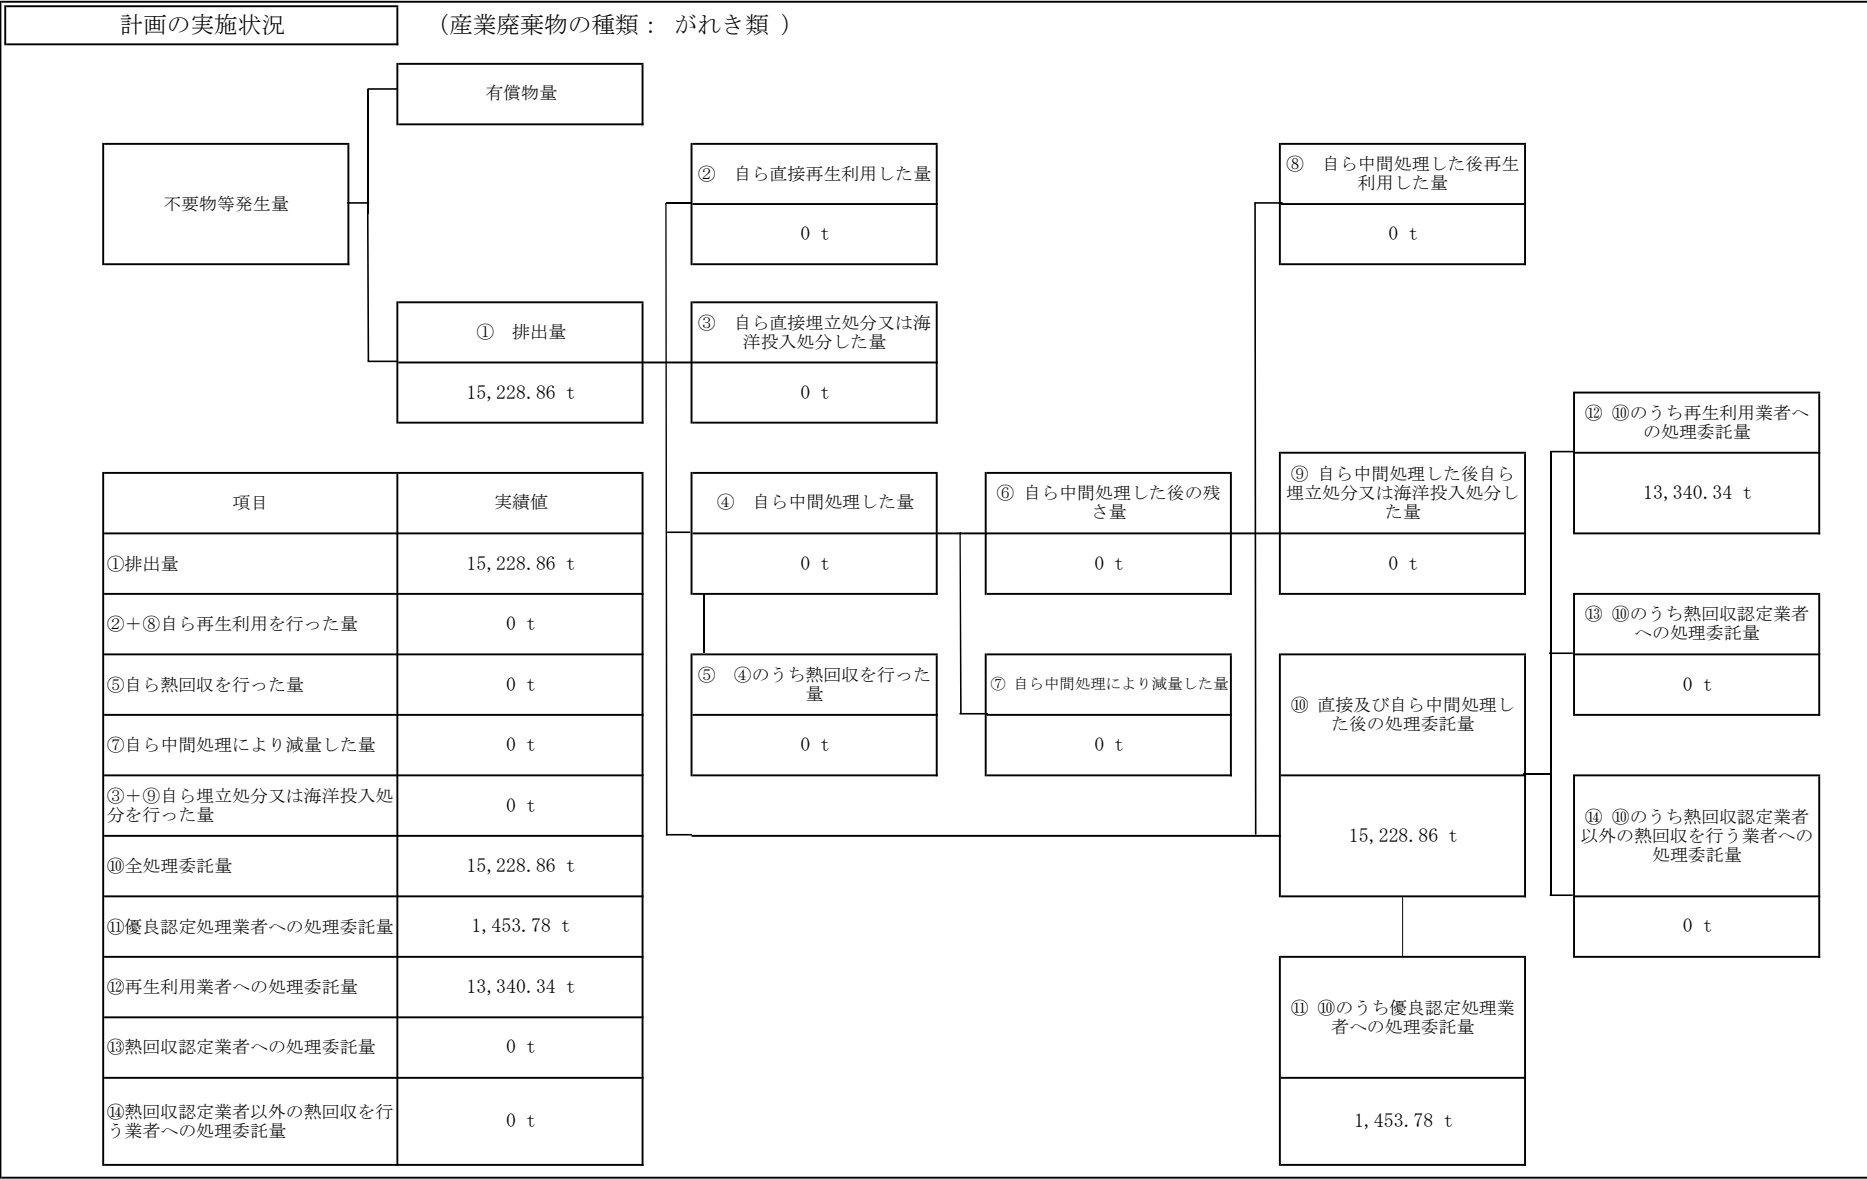 計画の実施状況
（産業廃棄物の種類： がれき類 ）
有償物量
不要物等発生量
② 自ら直接再生利用した量
0 t
⑧ 自ら中間処理した後再生
利用した量
0 t
① 排出量
15,228.86 t
③ 自ら直接埋立処分又は海
洋投入処分した量
0 t
⑫ ⑩のうち再生利用業者へ
の処理委託量
13,340.34 t
④ 自ら中間処理した量
0 t
⑥ 自ら中間処理した後の残
さ量
0 t
⑨ 自ら中間処理した後自ら
埋立処分又は海洋投入処分し
た量
0 t
⑬ ⑩のうち熱回収認定業者
への処理委託量
0 t
⑤ ④のうち熱回収を行った
量
0 t
⑦ 自ら中間処理により減量した量
0 t
⑩ 直接及び自ら中間処理し
た後の処理委託量
15,228.86 t
⑭ ⑩のうち熱回収認定業者
以外の熱回収を行う業者への
処理委託量
0 t
⑪ ⑩のうち優良認定処理業
者への処理委託量
1,453.78 t
項目 実績値
①排出量 15,228.86 t
②＋⑧自ら再生利用を行った量 0 t
⑤自ら熱回収を行った量 0 t
⑦自ら中間処理により減量した量 0 t
③＋⑨自ら埋立処分又は海洋投入処
分を行った量 0 t
⑩全処理委託量 15,228.86 t
⑪優良認定処理業者への処理委託量 1,453.78 t
⑫再生利用業者への処理委託量 13,340.34 t
⑬熱回収認定業者への処理委託量 0 t
⑭熱回収認定業者以外の熱回収を行
う業者への処理委託量 0 t